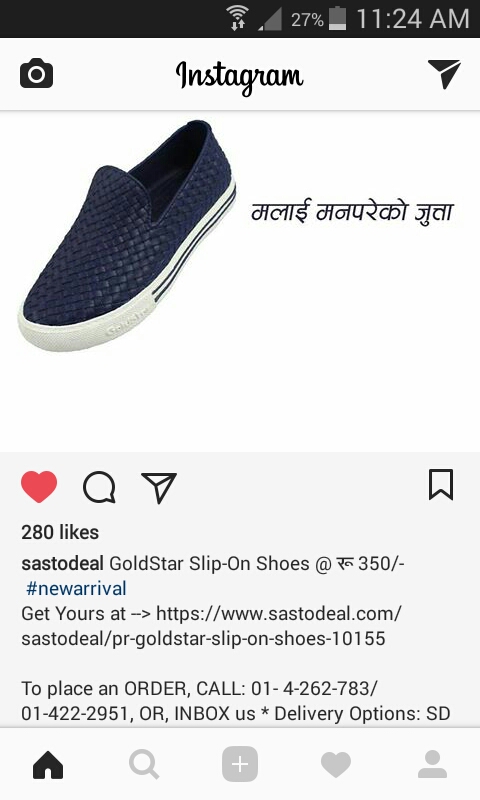 27% 11:24 AM
Instagram
मलाई मनपरेको जुत्ता
GoldStar
280 likes
sastodeal GoldStar Slip-On Shoes @ रू 350/-
#newarrival
Get Yours at --> https://www.sastodeal.com/
sastodeal/pr-goldstar-slip-on-shoes-10155
To place an ORDER, CALL: 01- 4-262-783/
01-422-2951, OR, INBOX us * Delivery Options: SD